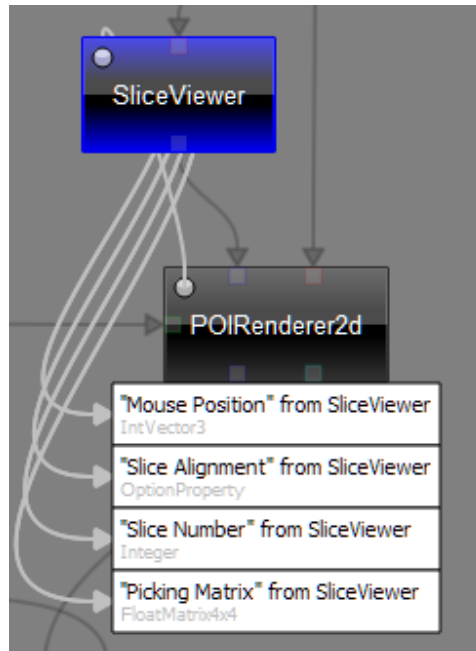 SliceViewer
POIRenderer2d
"Mouse Position" from SliceViewer
IntVector3
"Slice Alignment" from SliceViewer
OptionProperty
"Slice Number" from SliceViewer
Integer
"Picking Matrix" from SliceViewer
FloatMatrix4x4